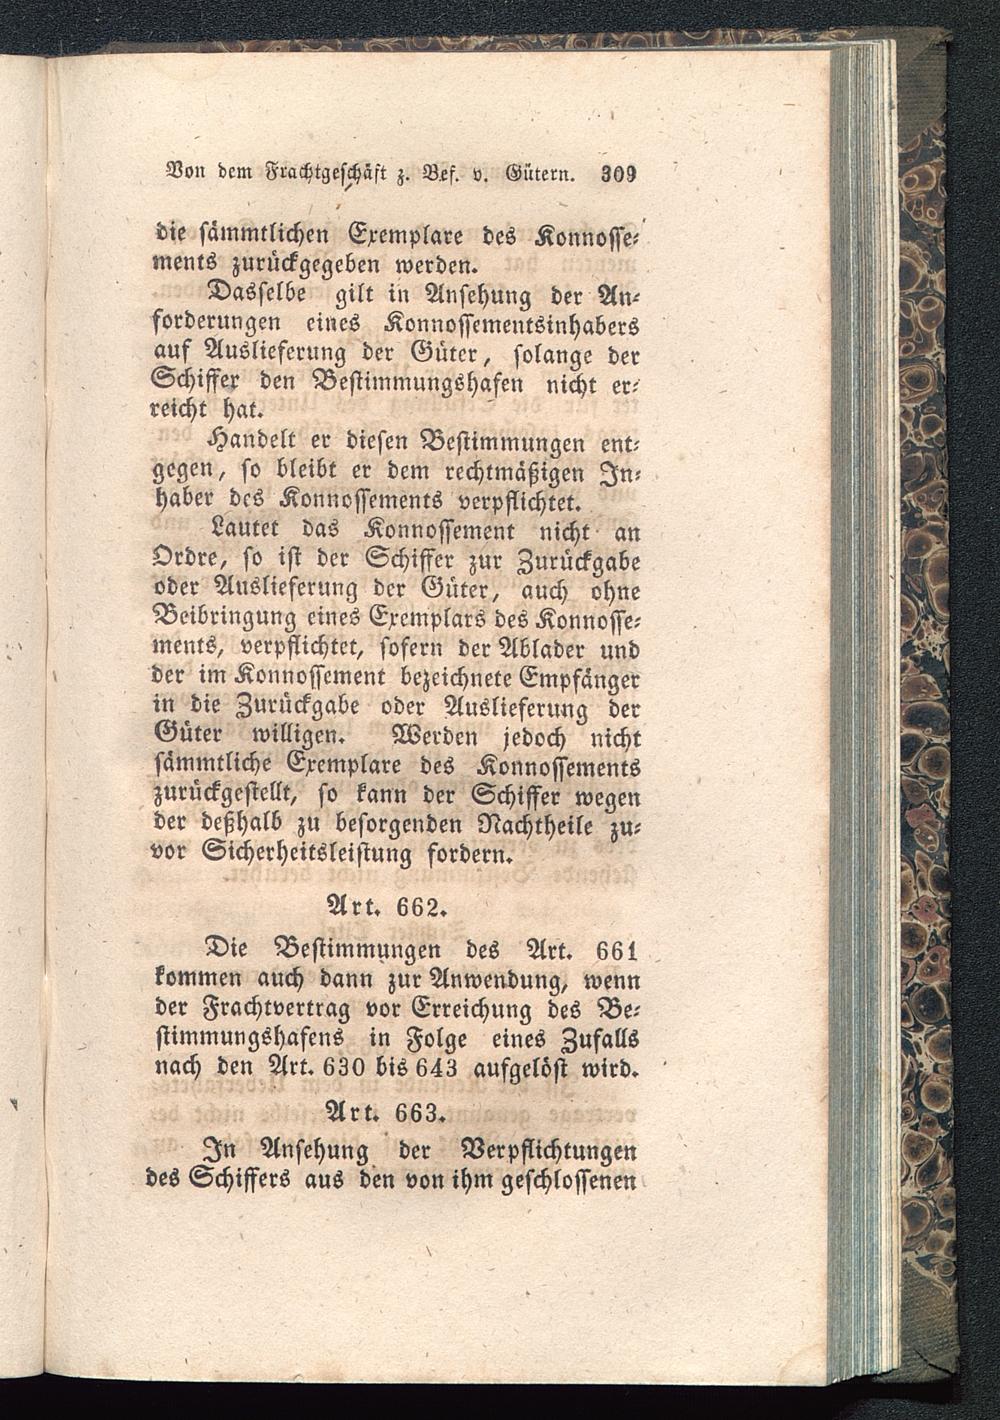 Von dem Frachtgeschäft z. Bef. v. Gütern. 309
die sämmtlichen Exemplare des Konnosse-
ments zurückgegeben werden.
Dasselbe gilt in Ansehung der An-
forderungen eines Konnossementsinhabers
auf Auslieferung der Güter, solange der
Schiffer den Bestimmungshafen nicht er-
reicht hat.
Handelt er diesen Bestimmungen ent-
gegen, so bleibt er dem rechtmäßigen In-
haber des Konnossements verpflichtet.
Lautet das Konnossement nicht an
Ordre, so ist der Schiffer zur Zurückgabe
oder Auslieferung der Güter, auch ohne
Beibringung eines Exemplars des Konnosse-
ments, verpflichtet, sofern der Ablader und
der im Konnossement bezeichnete Empfänger
in die Zurückgabe oder Auslieferung der
Güter willigen. Werden jedoch nicht
sämmtliche Exemplare des Konnossements
zurückgestellt, so kann der Schiffer wegen
der deßhalb zu besorgenden Nachtheile zu-
vor Sicherheitsleistung fordern.
Art. 662.
Die Bestimmungen des Art. 661
kommen auch dann zur Anwendung, wenn
der Frachtvertrag vor Erreichung des Be-
stimmungshafens in Folge eines Zufalls
nach den Art. 630 bis 643 aufgelöst wird.
Art. 663.
In Ansehung der Verpflichtungen
des Schiffers aus den von ihm geschlossenen